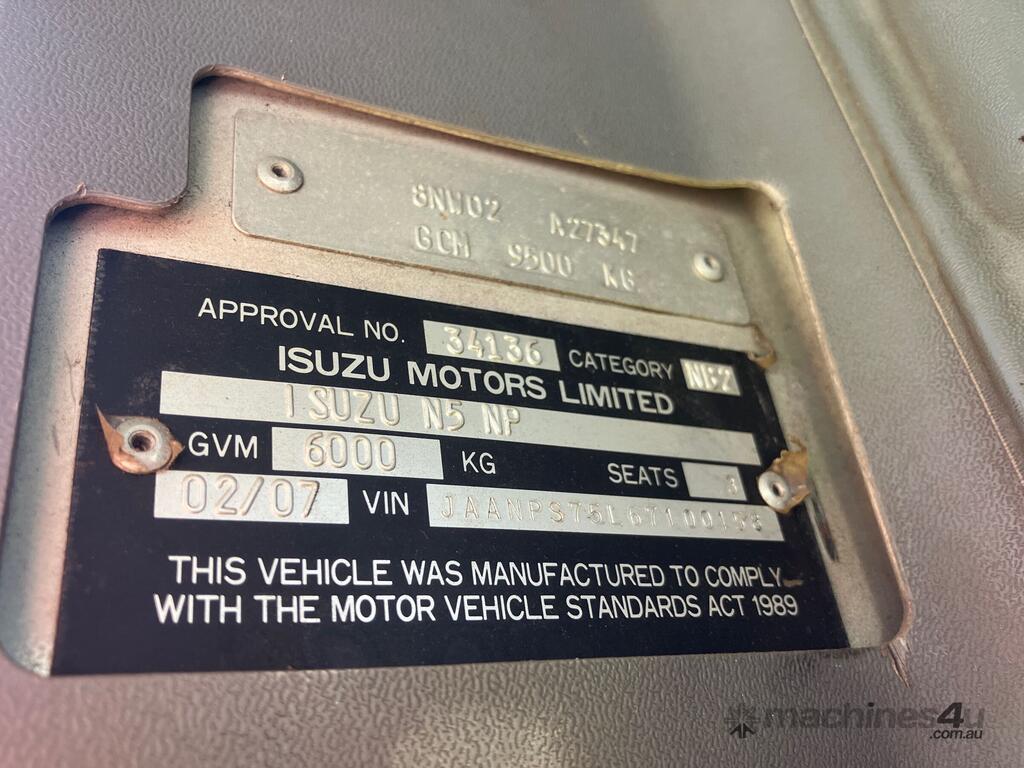 8NW02 A27347
GCM 9500 KG
APPROVAL NO. 34136 CATEGORY NB2
ISUZU MOTORS LIMITED
ISUZU N5 NP
GVM 6000 KG SEATS 3
02/07 VIN
THIS VEHICLE WAS MANUFACTURED TO COMPLY
WITH THE MOTOR VEHICLE STANDARDS ACT 1989
machines4u
.com.au